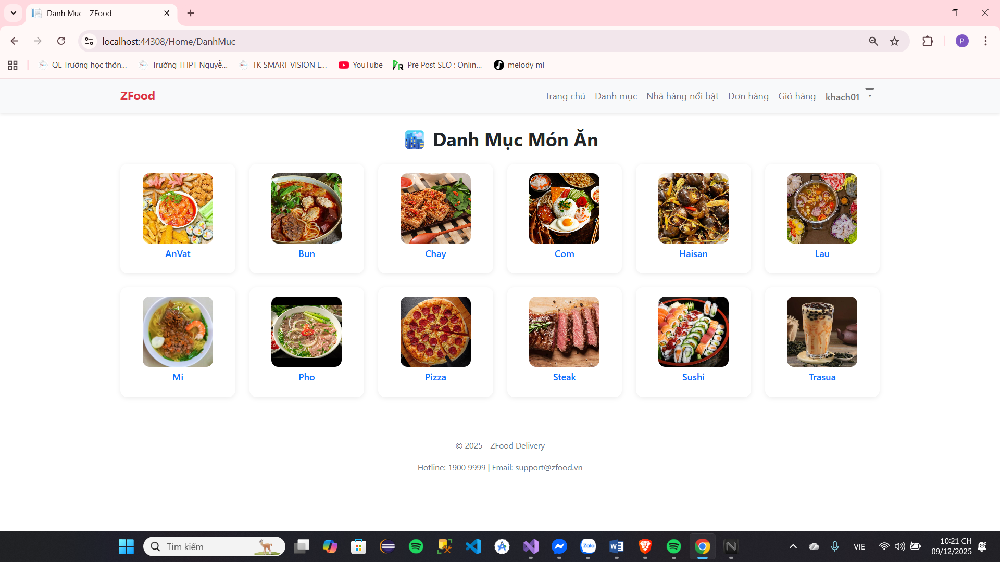 Danh Mục - ZFood
localhost:44308/Home/DanhMuc
P
QL Trường học thôn...
Trường THPT Nguyễ...
TK SMART VISION E...
YouTube
Pre Post SEO : Onlin...
melody ml
ZFood
Trang chủ
Danh mục
Nhà hàng nổi bật
Đơn hàng
Giỏ hàng
khach01
Danh Mục Món Ăn
AnVat
Bun
Chay
Com
Haisan
Lau
Mi
Pho
Pizza
Steak
Sushi
Trasua
© 2025 - ZFood Delivery
Hotline: 1900 9999 | Email: support@zfood.vn
Tìm kiếm
Zalo
VIE
10:21 CH
09/12/2025